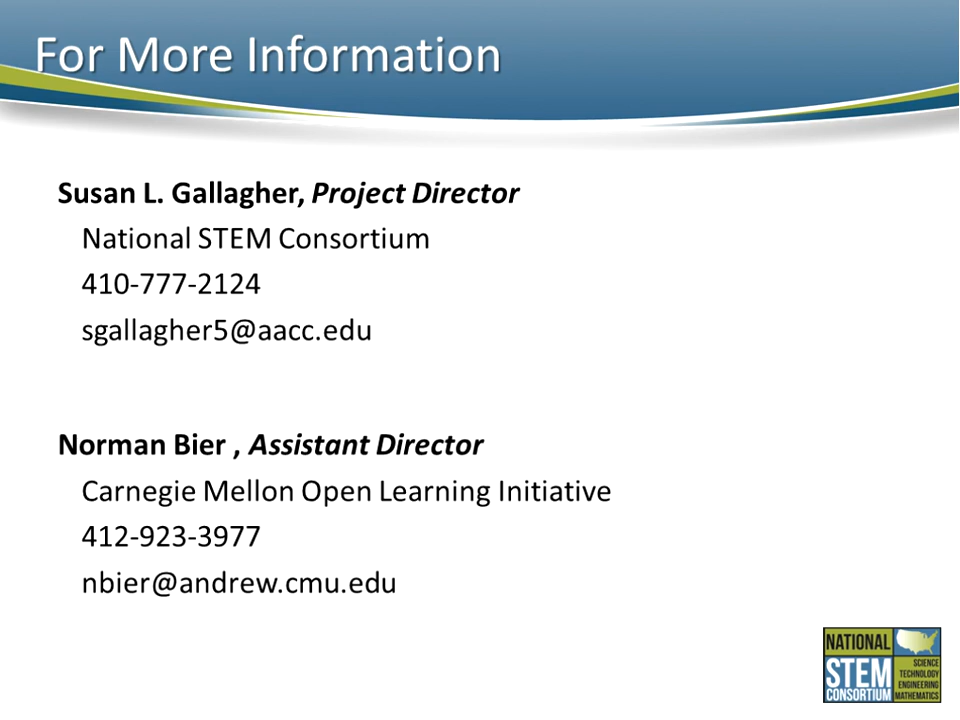 For More Information
Susan L. Gallagher, Project Director
National STEM Consortium
410-777-2124
sgallagher5@aacc.edu
Norman Bier , Assistant Director
Carnegie Mellon Open Learning Initiative
412-923-3977
nbier@andrew.cmu.edu
NATIONAL
STEM
CONSORTIUM
SCIENCE
TECHNOLOGY
ENGINEERING
MATHEMATICS